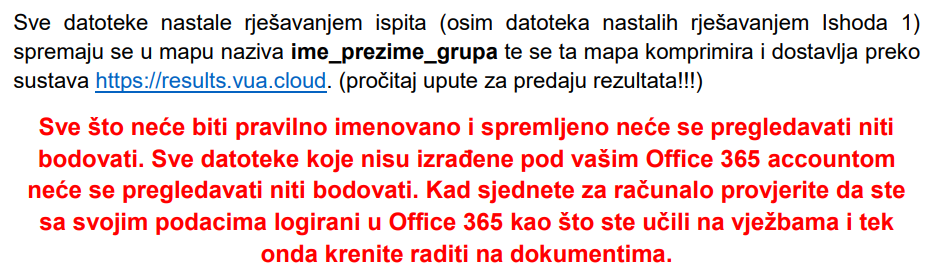 Sve datoteke nastale rješavanjem ispita (osim datoteka nastalih rješavanjem Ishoda 1)
spremaju se u mapu naziva ime_prezime_grupa te se ta mapa komprimira i dostavlja preko
sustava https://results.vua.cloud. (pročitaj upute za predaju rezultata!!!)
Sve što neće biti pravilno imenovano i spremljeno neće se pregledavati niti
bodovati. Sve datoteke koje nisu izrađene pod vašim Office 365 accountom
neće se pregledavati niti bodovati. Kad sjednete za računalo provjerite da ste
sa svojim podacima logirani u Office 365 kao što ste učili na vježbama i tek
onda krenite raditi na dokumentima.